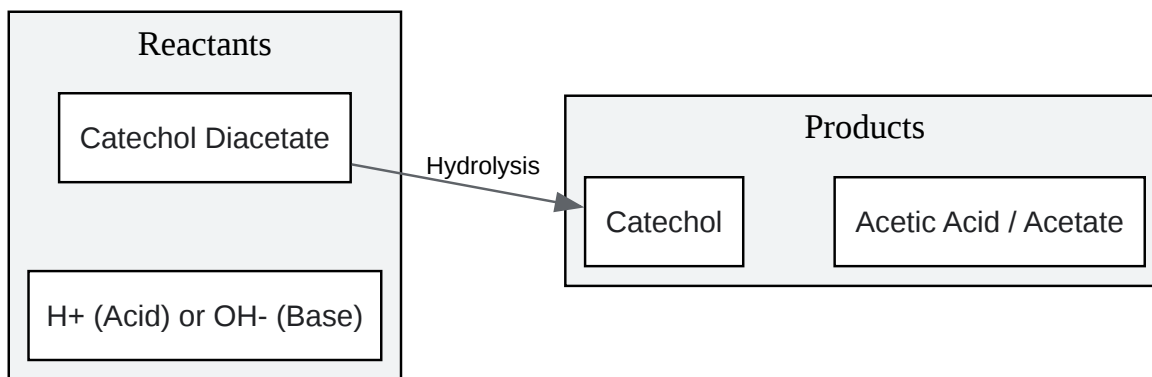 Reactants
Catechol Diacetate
H+ (Acid) or OH- (Base)
Hydrolysis
Products
Catechol
Acetic Acid / Acetate